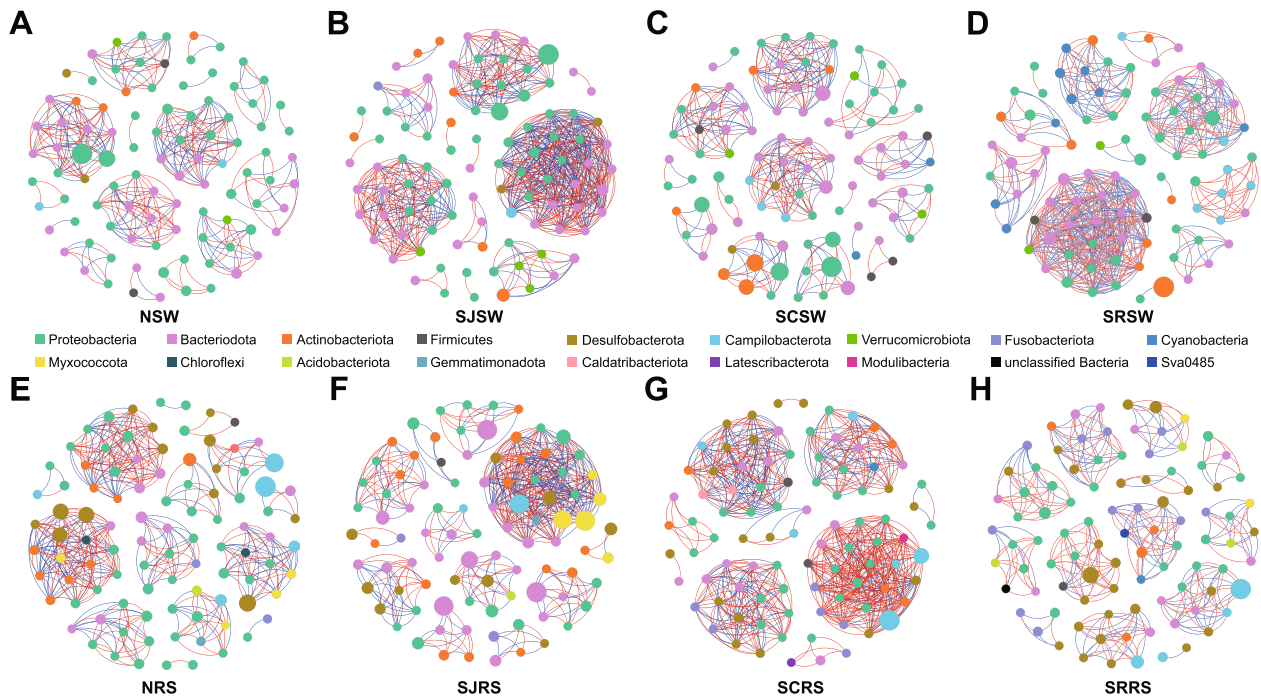 A B C D
NSW SJSW SCSW SRSW
Proteobacteria Bacteriodota Actinobacteriota Firmicutes Desulfobacterota Campilobacterota Verrucomicrobiota Fusobacteriota Cyanobacteria
Myxococcota Chloroflexi Acidobacteriota Gemmatimonadota Caldatribacteriota Latescribacterota Modulibacteria unclassified Bacteria Sva0485
E F G H
NRS SJRS SCRS SRRS